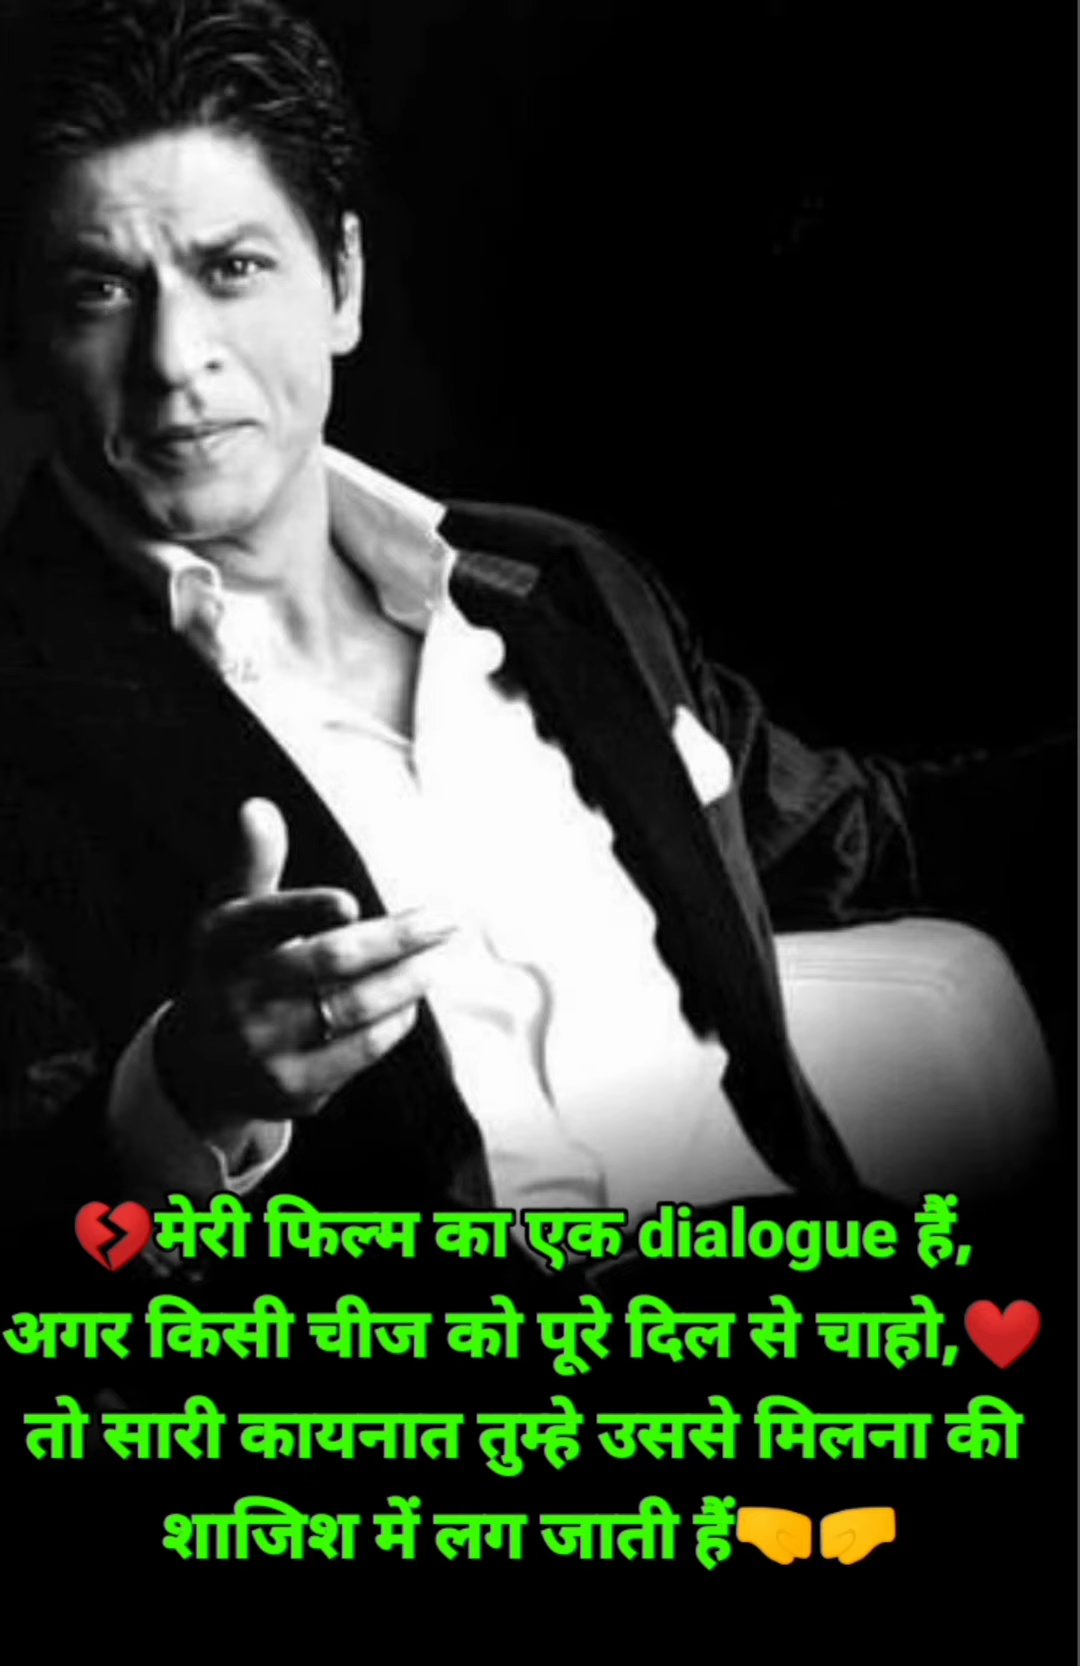 💔मेरी फिल्म का एक dialogue हैं,
अगर किसी चीज को पूरे दिल से चाहो,❤️
तो सारी कायनात तुम्हे उससे मिलना की
शाजिश में लग जाती हैं🤜🤛